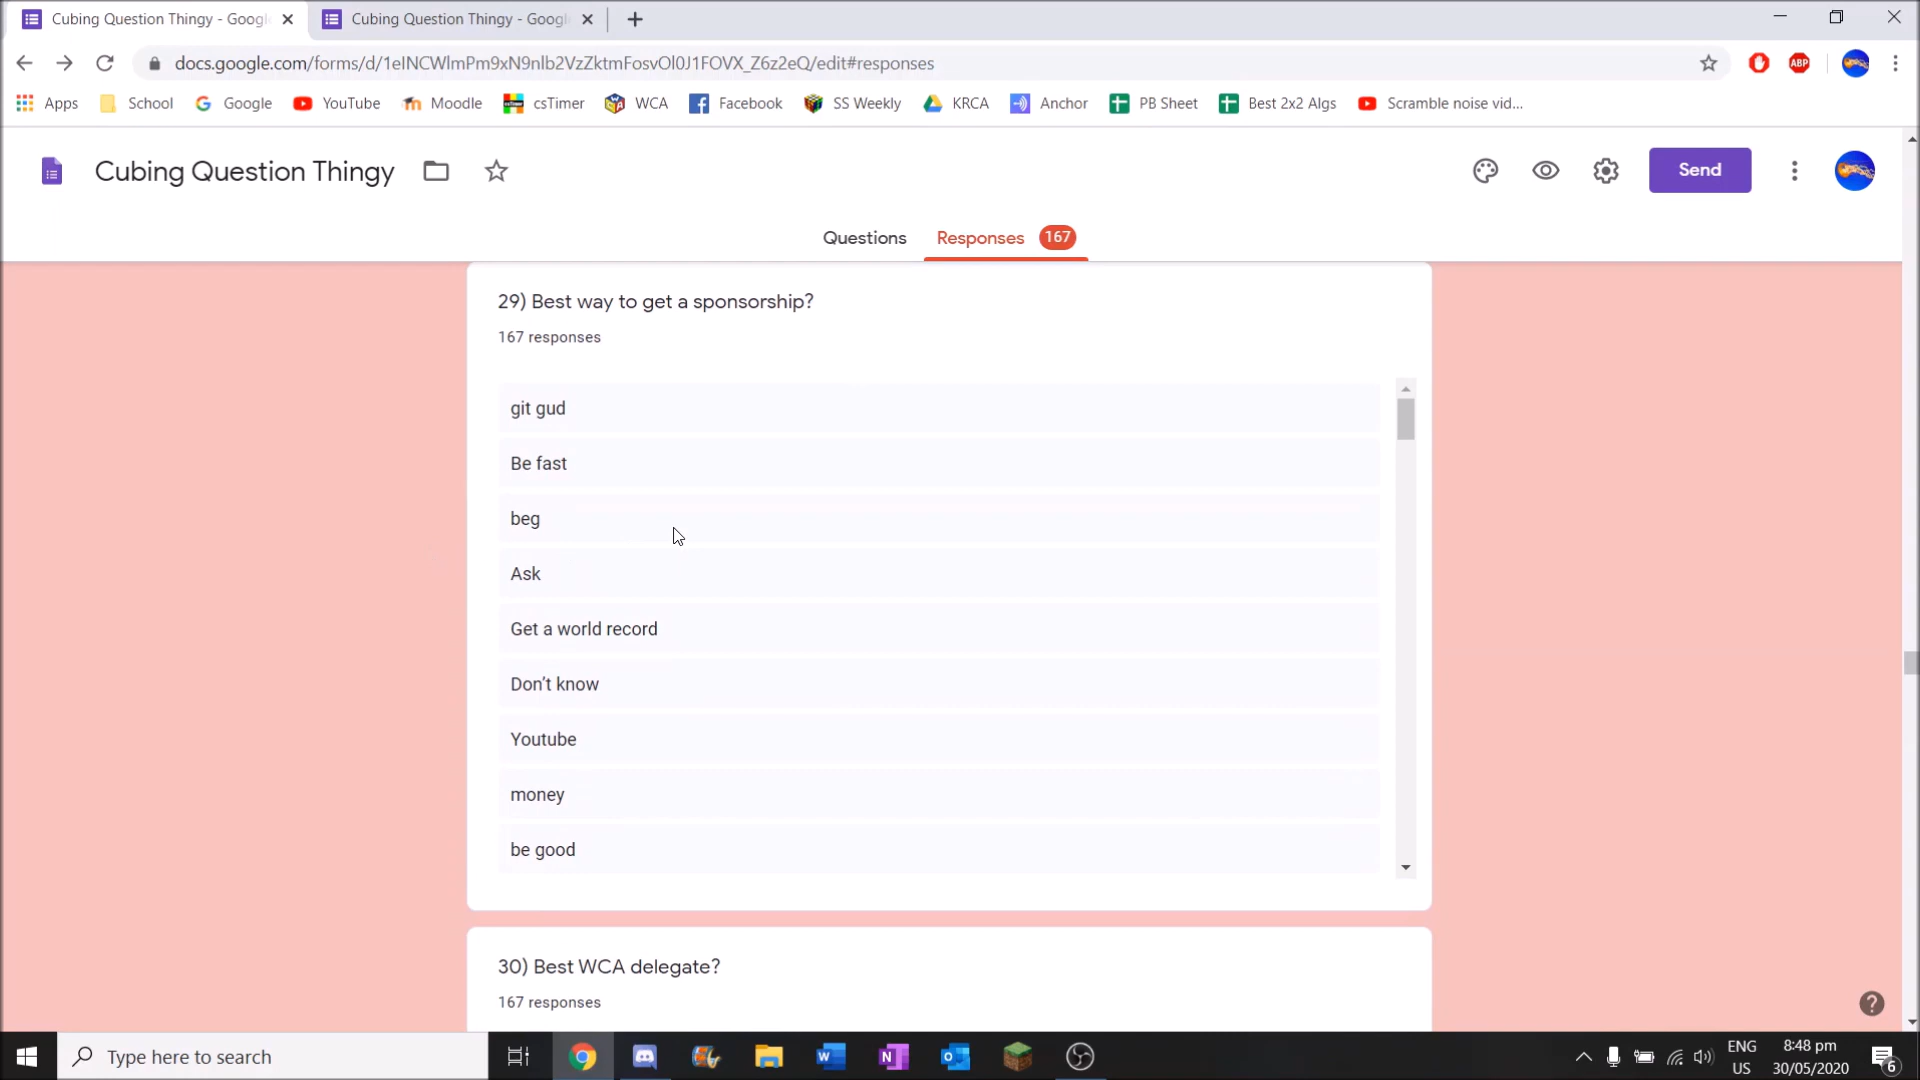 Cubing Question Thingy - Googl
Cubing Question Thingy - Googl
docs.google.com/forms/d/1eINCWlmPm9xN9nlb2VzZktmFosvOl0J1FOVX_Z6z2eQ/edit#responses
ABP
Apps
School
Google
YouTube
Moodle
csTimer
WCA
Facebook
SS Weekly
KRCA
Anchor
PB Sheet
Best 2x2 Algs
Scramble noise vid...
Cubing Question Thingy
Send
Questions
Responses 167
29) Best way to get a sponsorship?
167 responses
git gud
Be fast
beg
Ask
Get a world record
Don’t know
Youtube
money
be good
30) Best WCA delegate?
167 responses
Type here to search
ENG
US
8:48 pm
30/05/2020
6